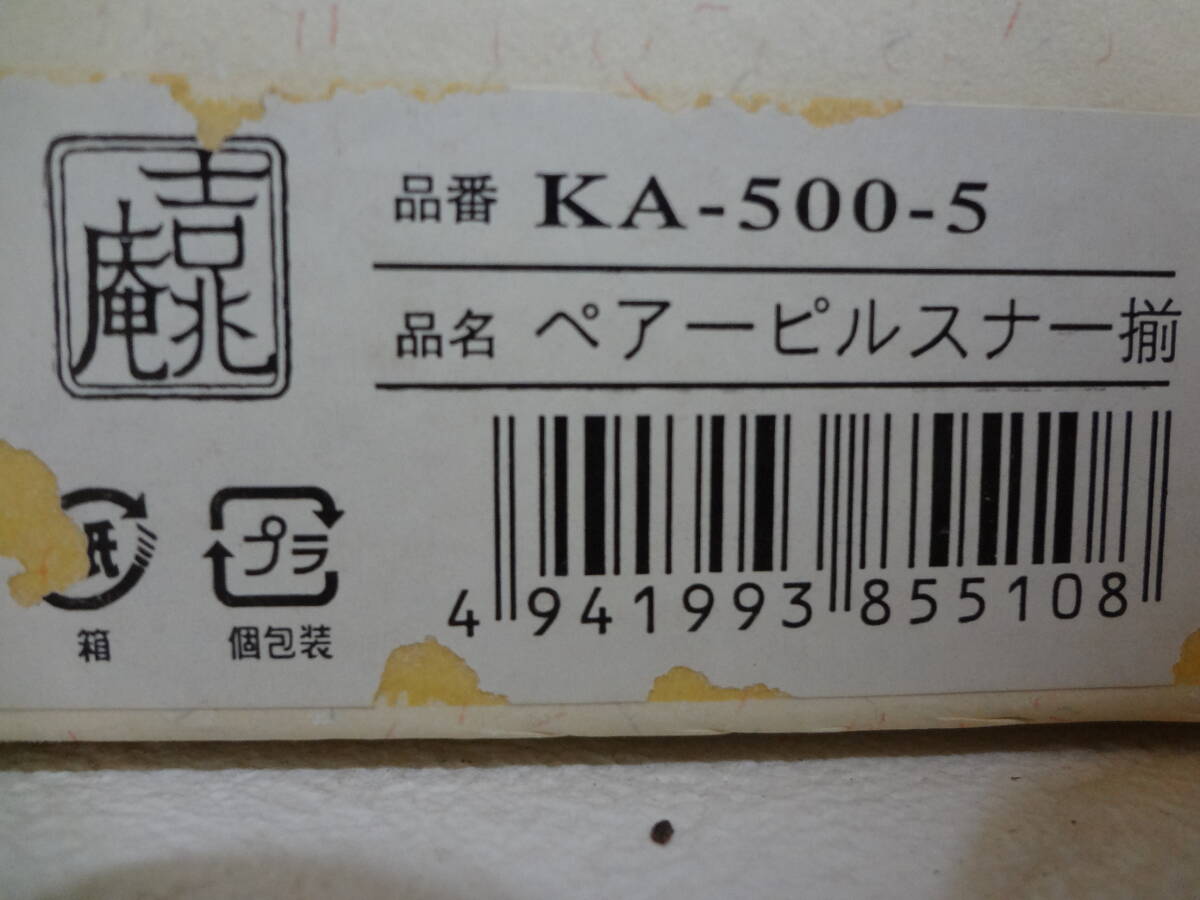 吉兆庵
品番 KA-500-5
品名 ペアーピルスナー揃
紙
箱
プラ
個包装
4 941993 855108